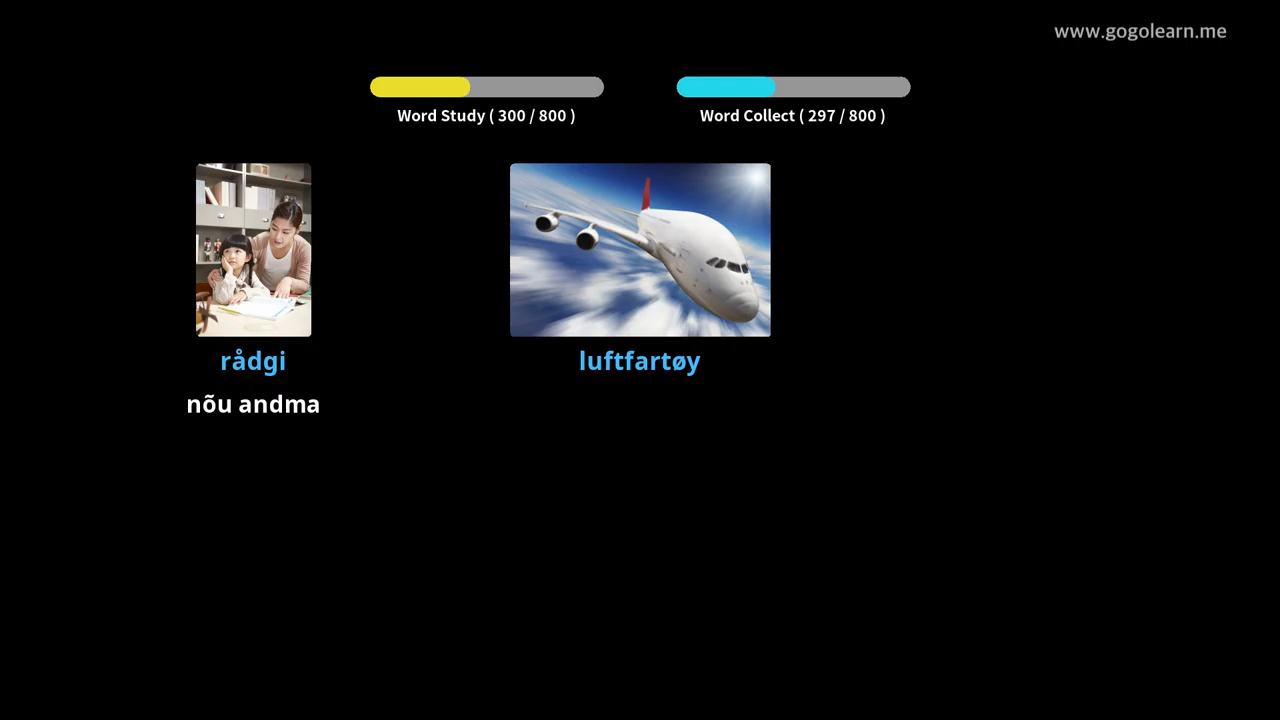 www.gogolearn.me
Word Study ( 300 / 800 )
Word Collect ( 297 / 800 )
rådgi
luftfartøy
nõu andma